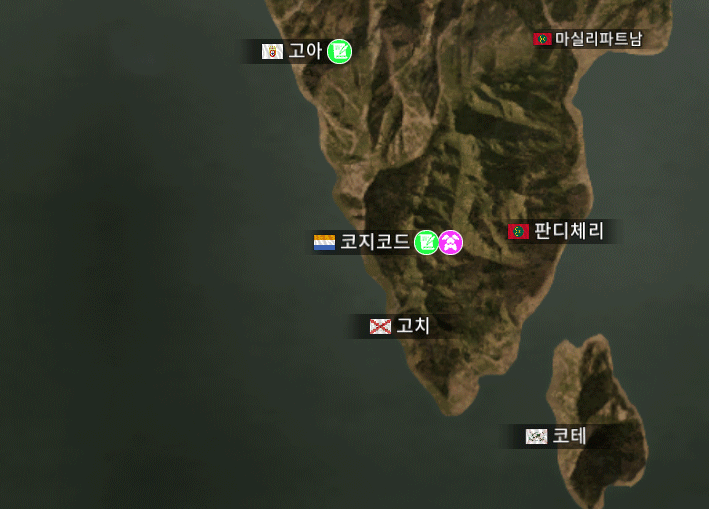 고아
마실리파트남
판디체리
코지코드
고치
코테